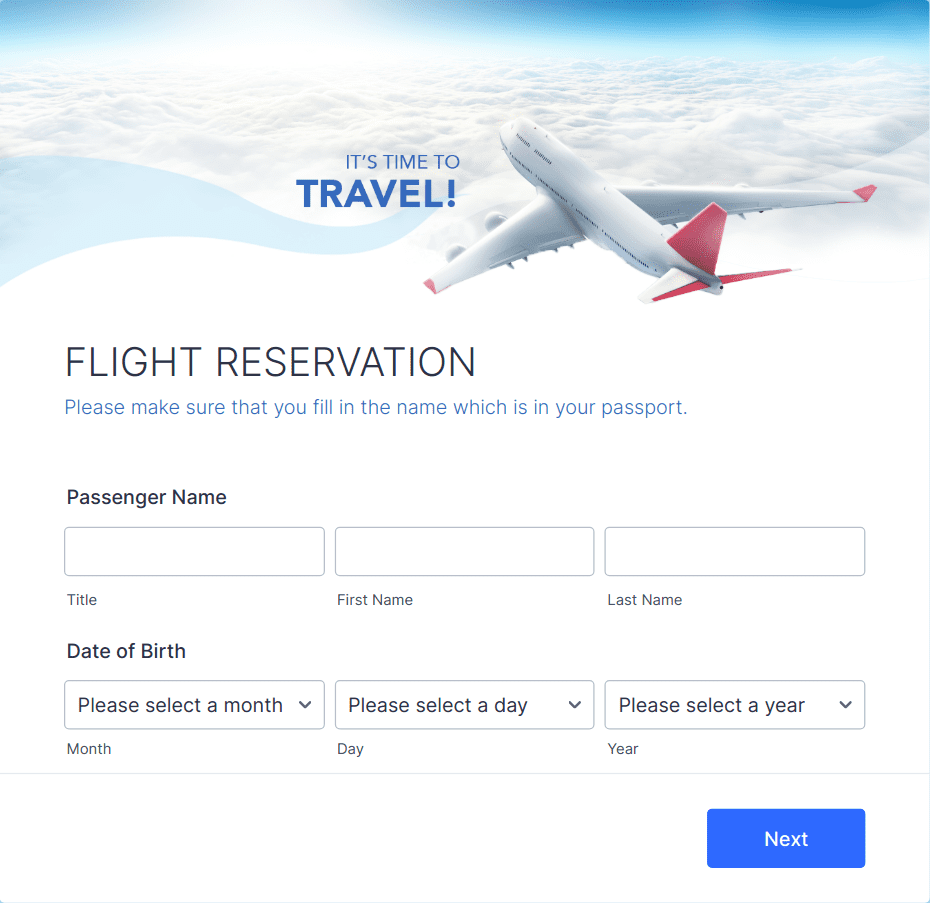 IT'S TIME TO
TRAVEL!
FLIGHT RESERVATION
Please make sure that you fill in the name which is in your passport.
Passenger Name
Title First Name Last Name
Date of Birth
Please select a month Please select a day Please select a year
Month Day Year
Next